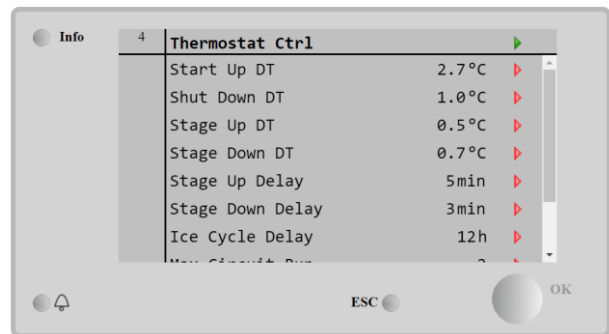 Info
4 Thermostat Ctrl
Start Up DT 2.7°C
Shut Down DT 1.0°C
Stage Up DT 0.5°C
Stage Down DT 0.7°C
Stage Up Delay 5min
Stage Down Delay 3min
Ice Cycle Delay 12h
ESC
OK